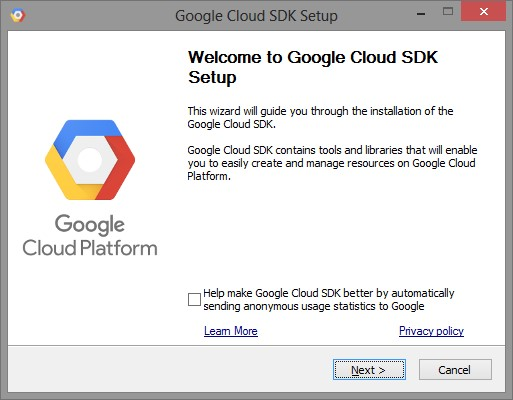 Google Cloud SDK Setup
Welcome to Google Cloud SDK
Setup
This wizard will guide you through the installation of the
Google Cloud SDK.
Google Cloud SDK contains tools and libraries that will enable
you to easily create and manage resources on Google Cloud
Platform.
Google
Cloud Platform
Help make Google Cloud SDK better by automatically
sending anonymous usage statistics to Google
Learn More
Privacy policy
Next >
Cancel